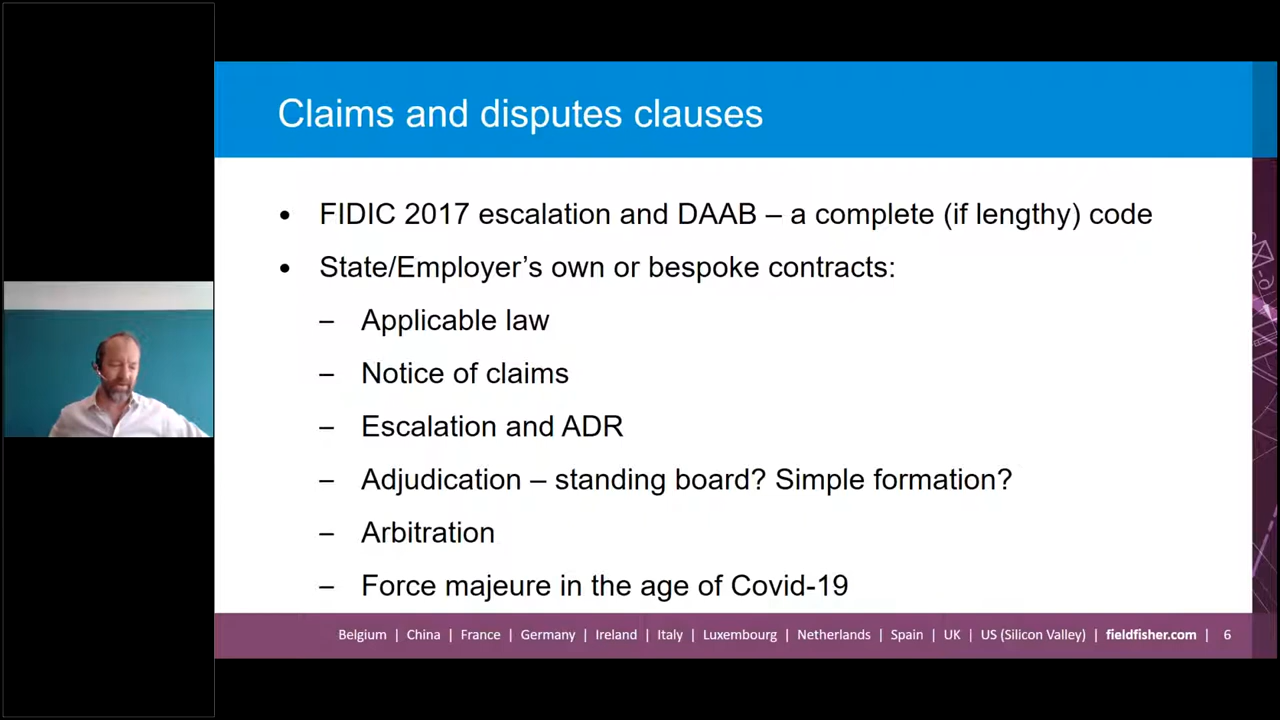 Claims and disputes clauses
• FIDIC 2017 escalation and DAAB – a complete (if lengthy) code
• State/Employer’s own or bespoke contracts:
– Applicable law
– Notice of claims
– Escalation and ADR
– Adjudication – standing board? Simple formation?
– Arbitration
– Force majeure in the age of Covid-19
Belgium | China | France | Germany | Ireland | Italy | Luxembourg | Netherlands | Spain | UK | US (Silicon Valley) | fieldfisher.com | 6